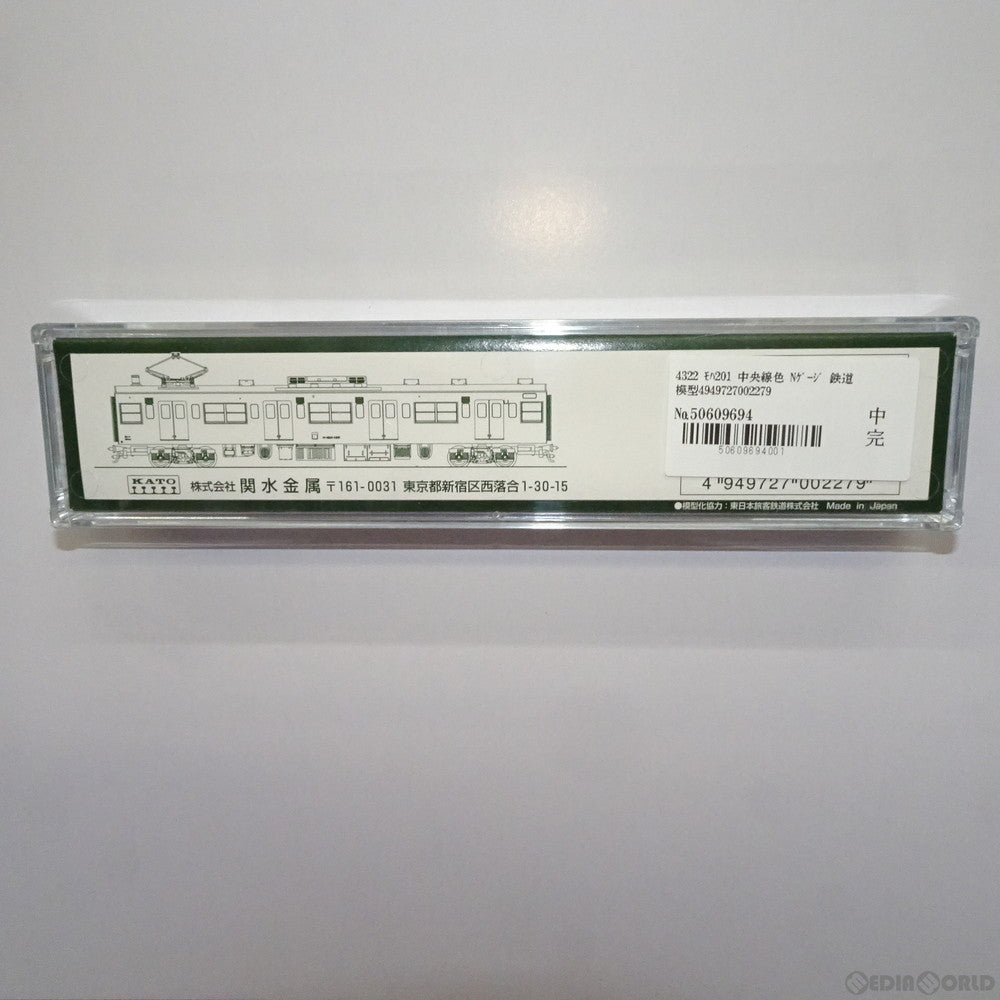 4322 ﾓﾊ201 中央線色 Nｹﾞｰｼﾞ 鉄道
模型4949727002279
№50609694
50609694001
中
完
KATO
株式会社 関水金属 〒161-0031 東京都新宿区西落合1-30-15
4"949727"002279"
●模型化協力：東日本旅客鉄道株式会社 Made in Japan
MEDIAWORLD